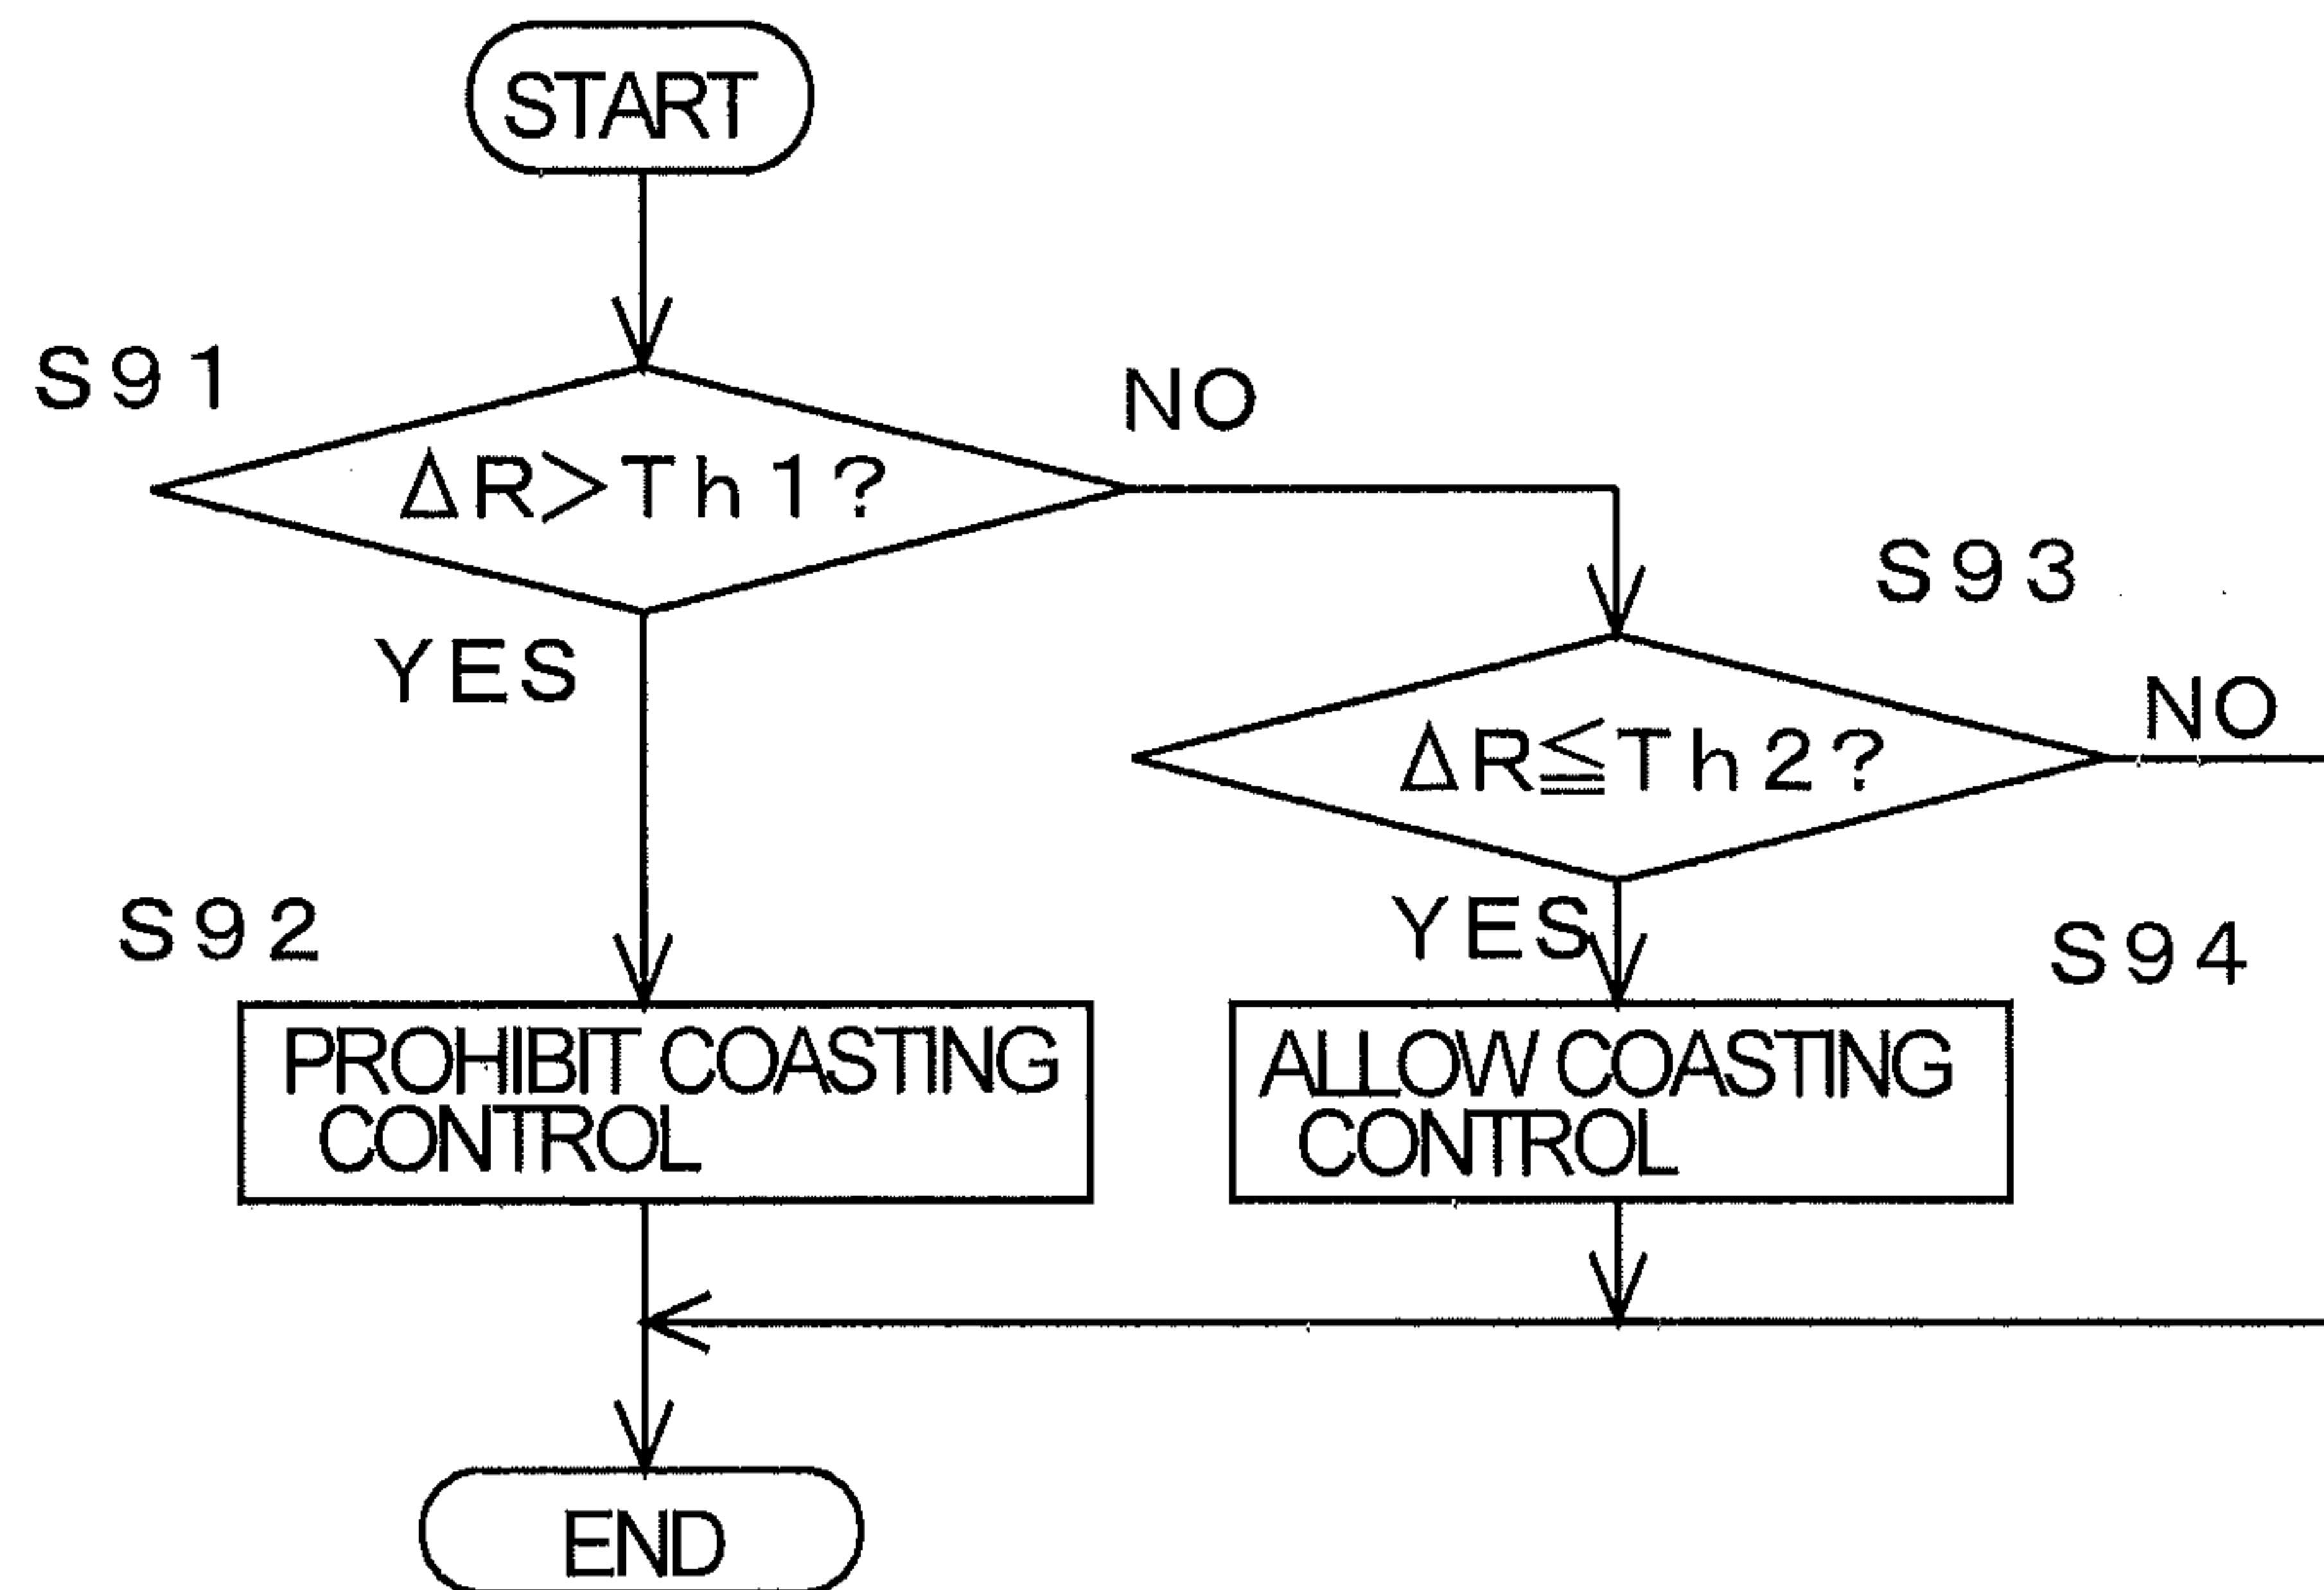 START
S91
ΔR>Th1?
NO
YES
S93
ΔR≦Th2?
NO
YES
S92
PROHIBIT COASTING
CONTROL
S94
ALLOW COASTING
CONTROL
END